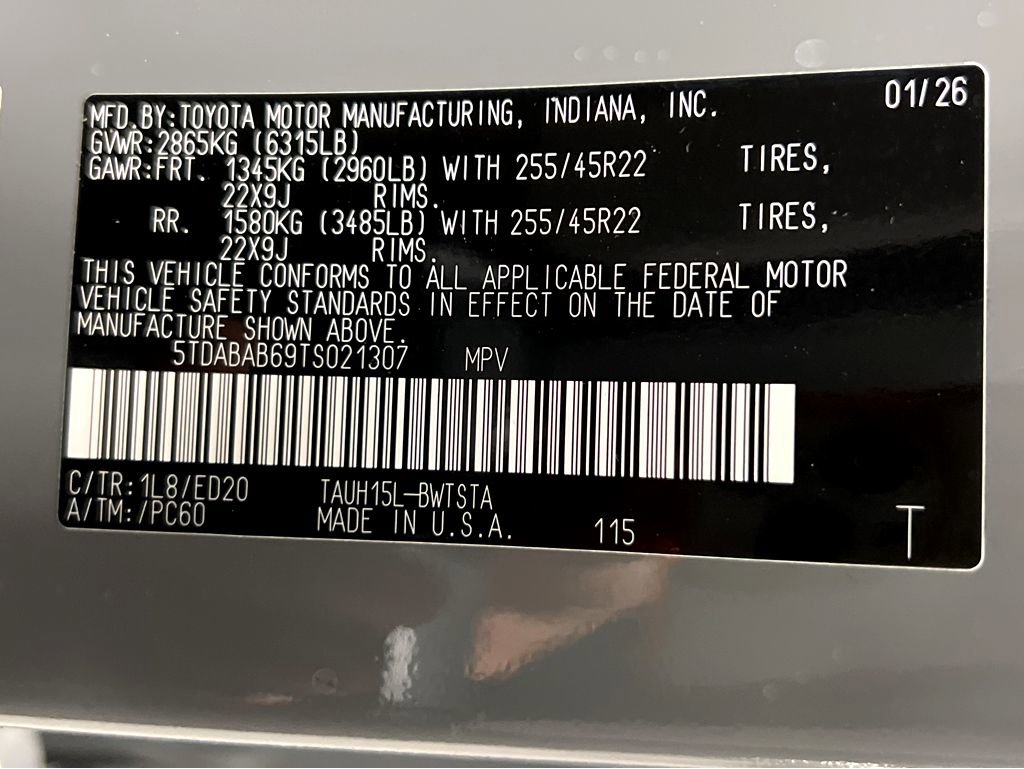 01/26
MFD.BY:TOYOTA MOTOR MANUFACTURING, INDIANA, INC.
GVWR:2865KG (6315LB)
GAWR:FRT. 1345KG (2960LB) WITH 255/45R22 TIRES,
22X9J RIMS.
RR. 1580KG (3485LB) WITH 255/45R22 TIRES,
22X9J RIMS.
THIS VEHICLE CONFORMS TO ALL APPLICABLE FEDERAL MOTOR
VEHICLE SAFETY STANDARDS IN EFFECT ON THE DATE OF
MANUFACTURE SHOWN ABOVE.
5TDABAB69TS021307 MPV
C/TR:1L8/ED20 TAUH15L-BWTSTA
A/TM:/PC60 MADE IN U.S.A. 115 T